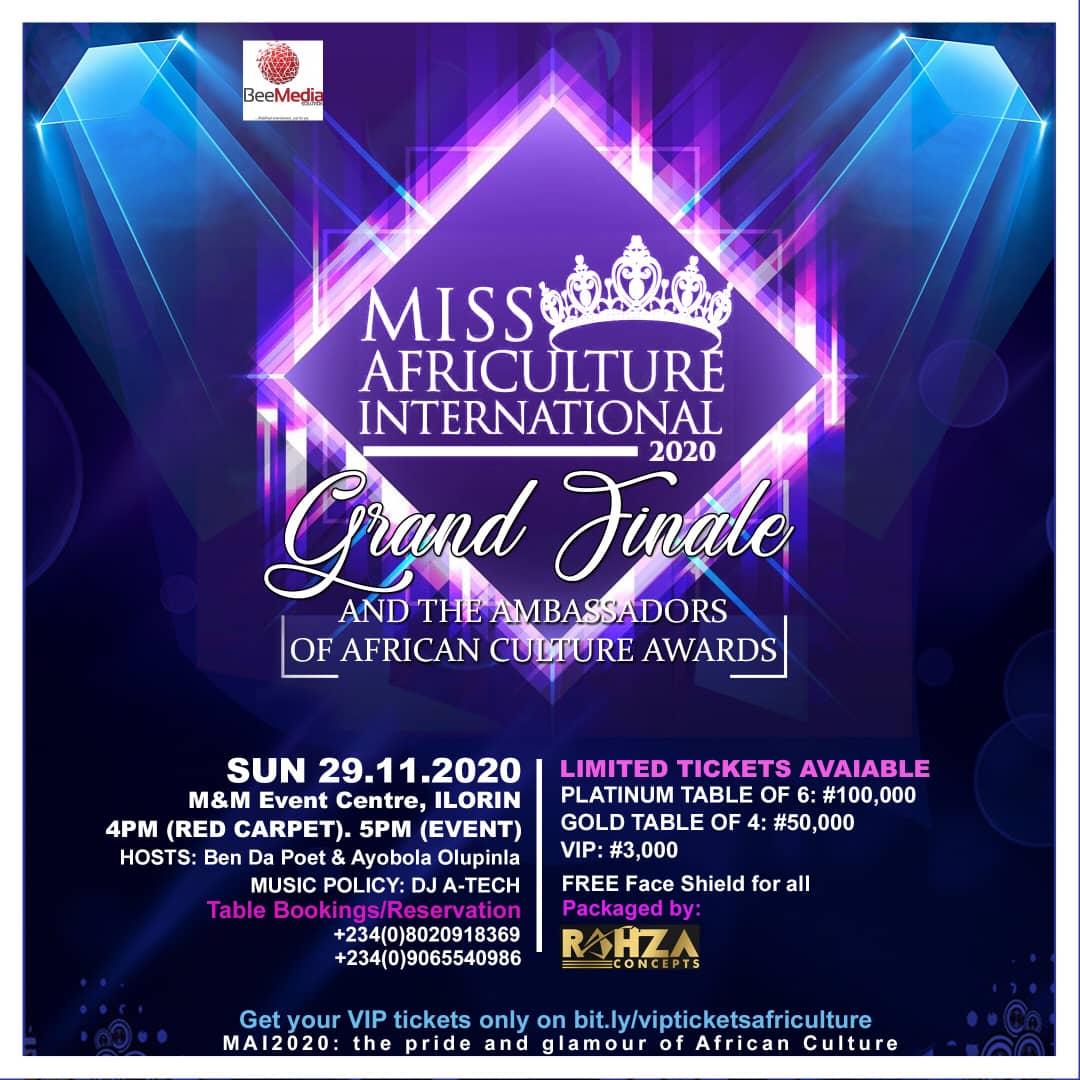 BeeMedia
SOLUTION
MISS
AFRICULTURE
INTERNATIONAL
2020
Grand Finale
AND THE AMBASSADORS
OF AFRICAN CULTURE AWARDS
SUN 29.11.2020
M&M Event Centre, ILORIN
4PM (RED CARPET). 5PM (EVENT)
HOSTS: Ben Da Poet & Ayobola Olupinla
MUSIC POLICY: DJ A-TECH
Table Bookings/Reservation
+234(0)8020918369
+234(0)9065540986
LIMITED TICKETS AVAIABLE
PLATINUM TABLE OF 6: #100,000
GOLD TABLE OF 4: #50,000
VIP: #3,000
FREE Face Shield for all
Packaged by:
RAHZA
CONCEPTS
Get your VIP tickets only on bit.ly/vipticketsafriculture
MAI2020: the pride and glamour of African Culture